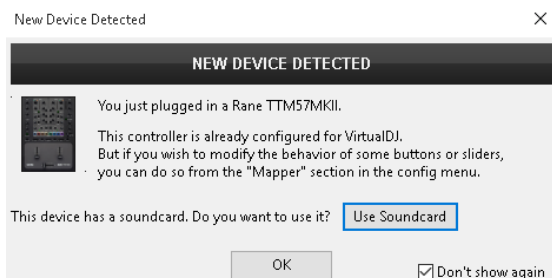 New Device Detected
NEW DEVICE DETECTED
You just plugged in a Rane TTM57MKII.
This controller is already configured for VirtualDJ.
But if you wish to modify the behavior of some buttons or sliders,
you can do so from the "Mapper" section in the config menu.
This device has a soundcard. Do you want to use it? Use Soundcard
OK
Don't show again